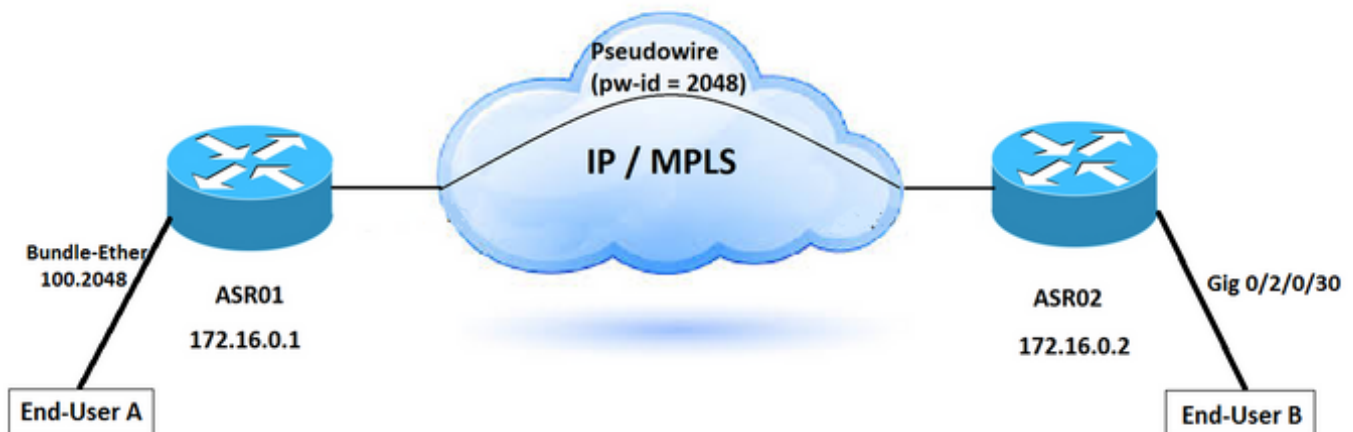 Pseudowire
(pw-id = 2048)
IP / MPLS
Bundle-Ether
100.2048
ASR01
172.16.0.1
End-User A
ASR02
172.16.0.2
Gig 0/2/0/30
End-User B